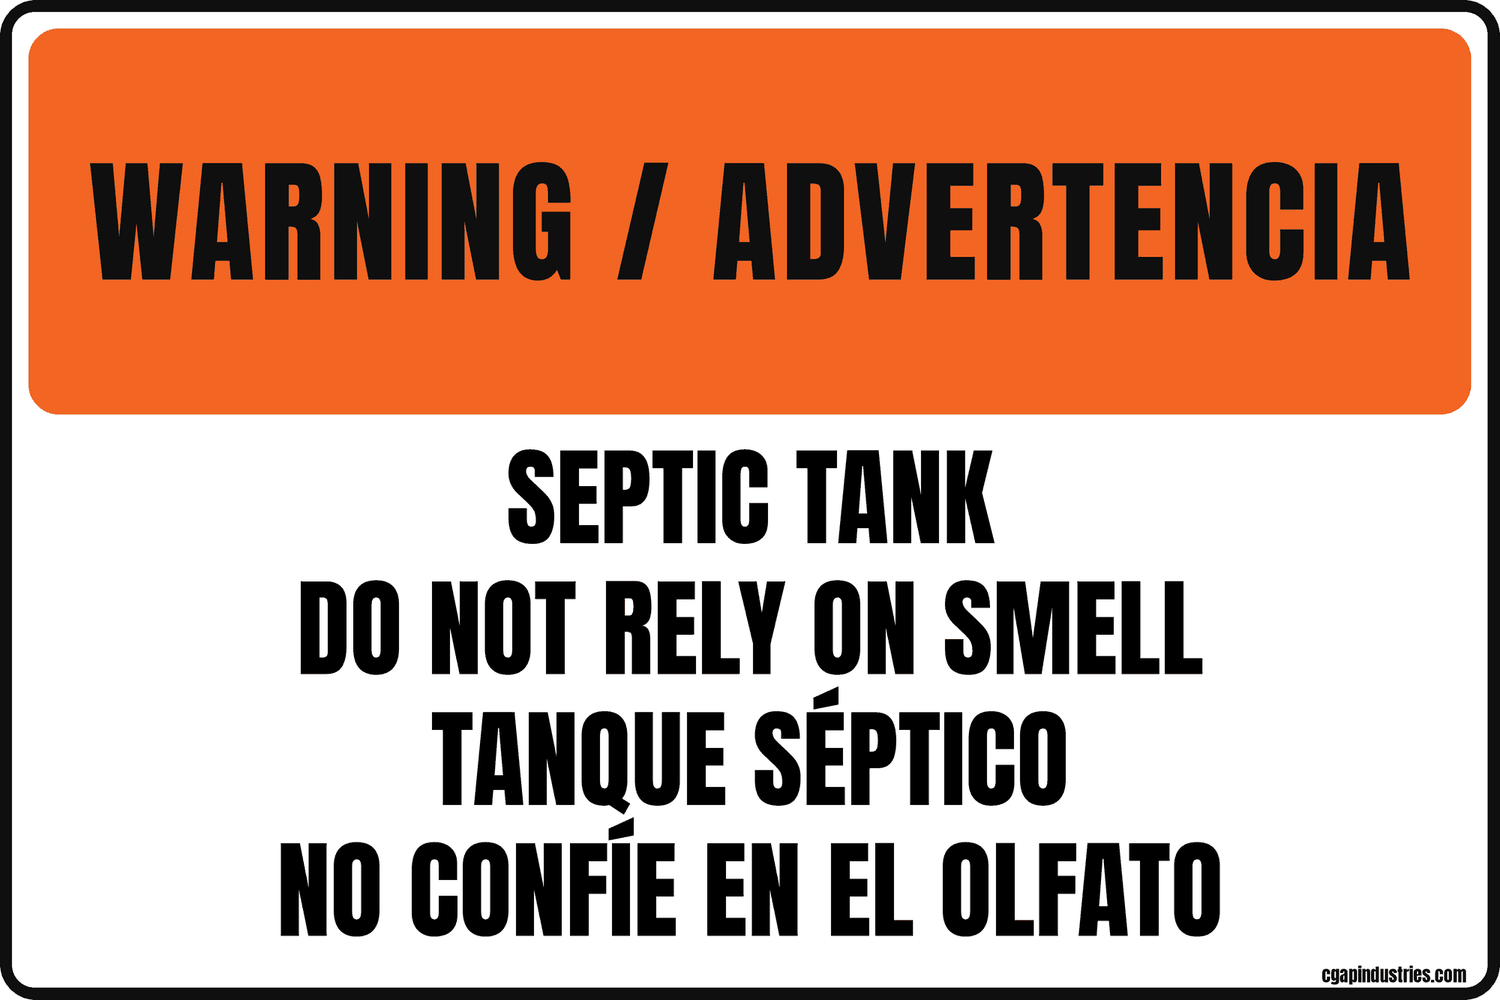 WARNING / ADVERTENCIA
SEPTIC TANK
DO NOT RELY ON SMELL
TANQUE SÉPTICO
NO CONFÍE EN EL OLFATO
cgapindustries.com